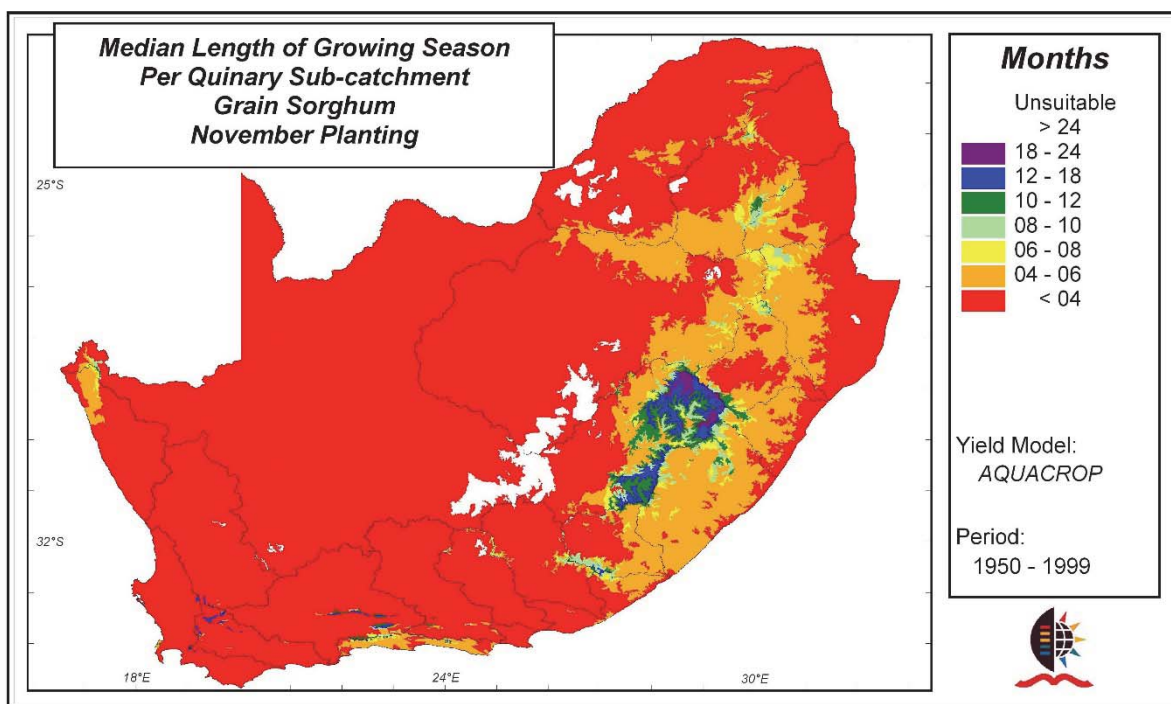 Median Length of Growing Season
Per Quinary Sub-catchment
Grain Sorghum
November Planting
Months
Unsuitable
> 24
18 - 24
12 - 18
10 - 12
08 - 10
06 - 08
04 - 06
< 04
25°S
32°S
18°E
24°E
30°E
Yield Model:
AQUACROP
Period:
1950 - 1999